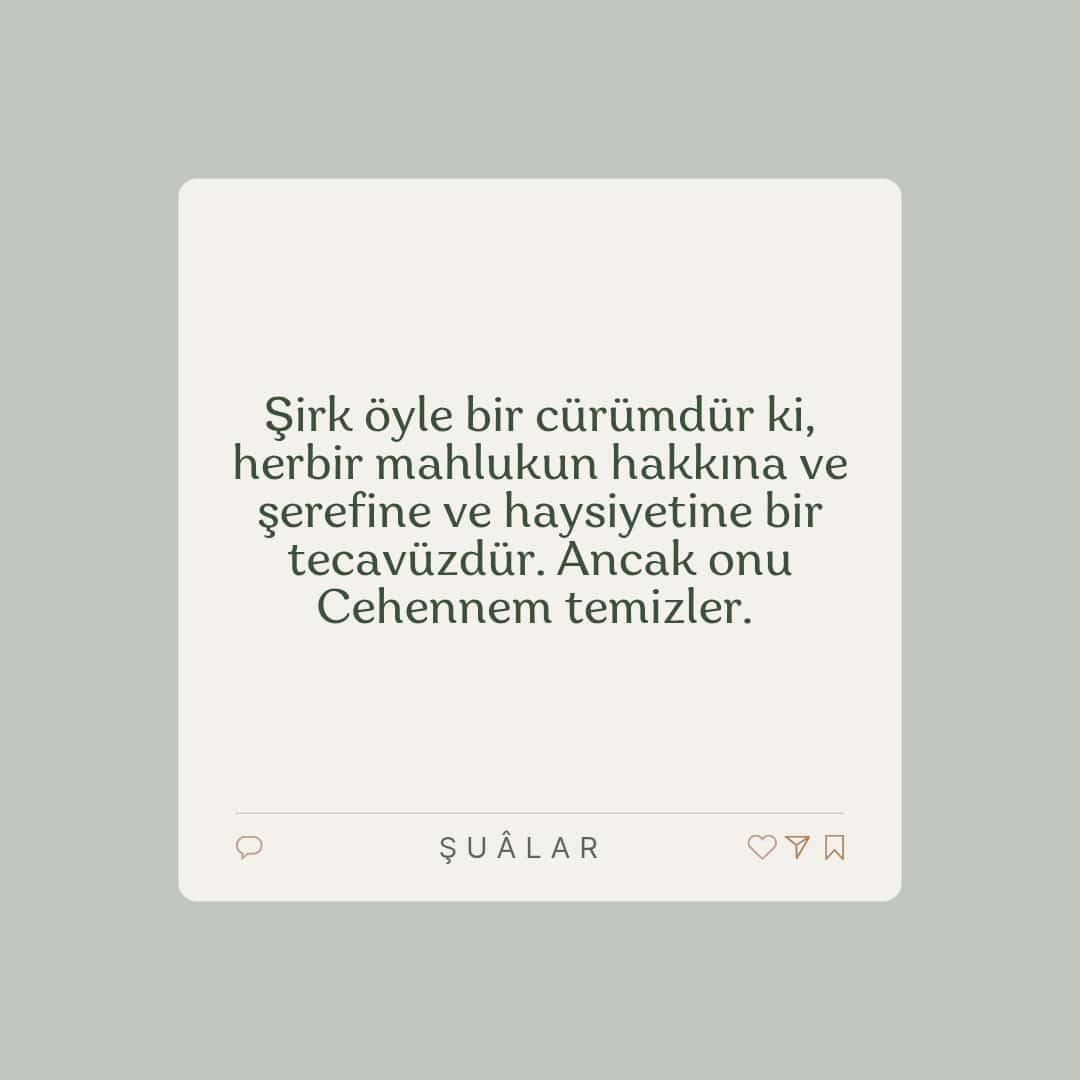 Şirk öyle bir cürümdür ki,
herbir mahlukun hakkına ve
şerefine ve haysiyetine bir
tecavüzdür. Ancak onu
Cehennem temizler.
ŞUÂLAR